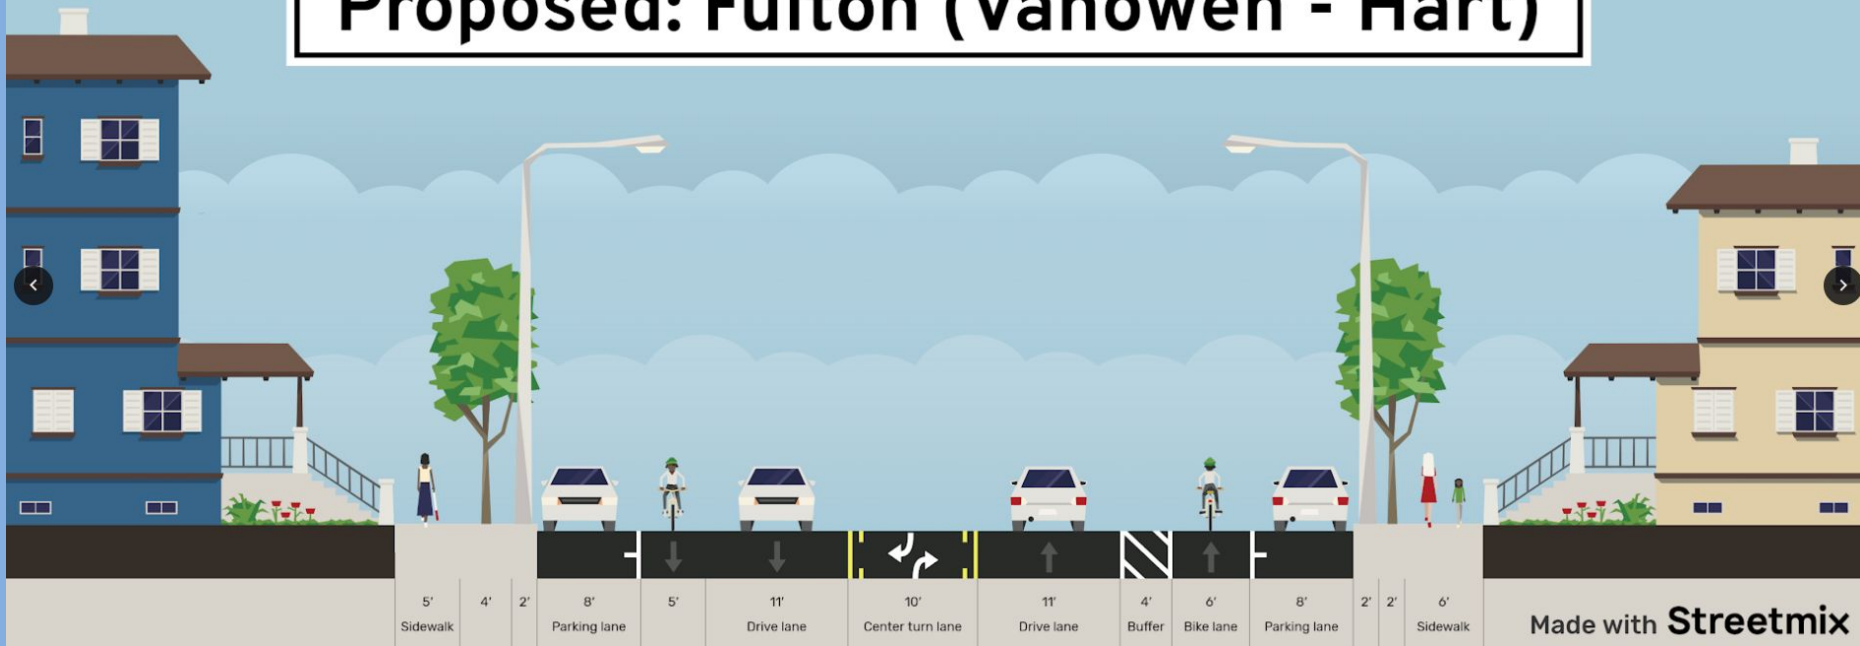 Proposed: Fulton (Vanowen - Hart)
5' 4' 2' 8' 5' 11' 10' 11' 4' 6' 8' 2' 2' 6'
Sidewalk Parking lane Drive lane Center turn lane Drive lane Buffer Bike lane Parking lane Sidewalk
Made with Streetmix